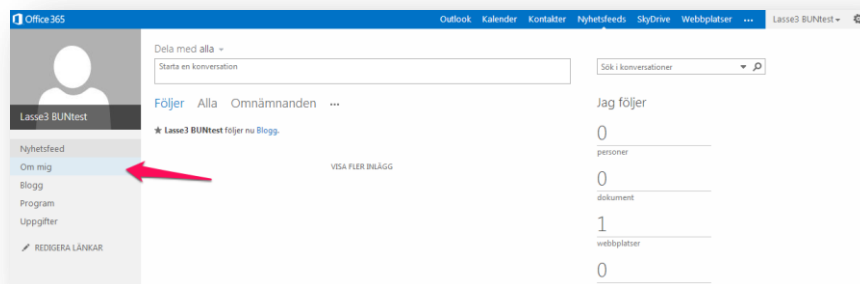 Office 365
Outlook Kalender Kontakter Nyhetsfeeds SkyDrive Webbplatser ... Lasse3 BUNtest
Lasse3 BUNtest
Nyhetsfeed
Om mig
Blogg
Program
Uppgifter
REDIGERA LÄNKAR
Dela med alla
Starta en konversation
Följer Alla Omnämnanden ...
Lasse3 BUNtest följer nu Blogg.
VISA FLER INLÄGG
Sök i konversationer
Jag följer
0
personer
0
dokument
1
webbplatser
0